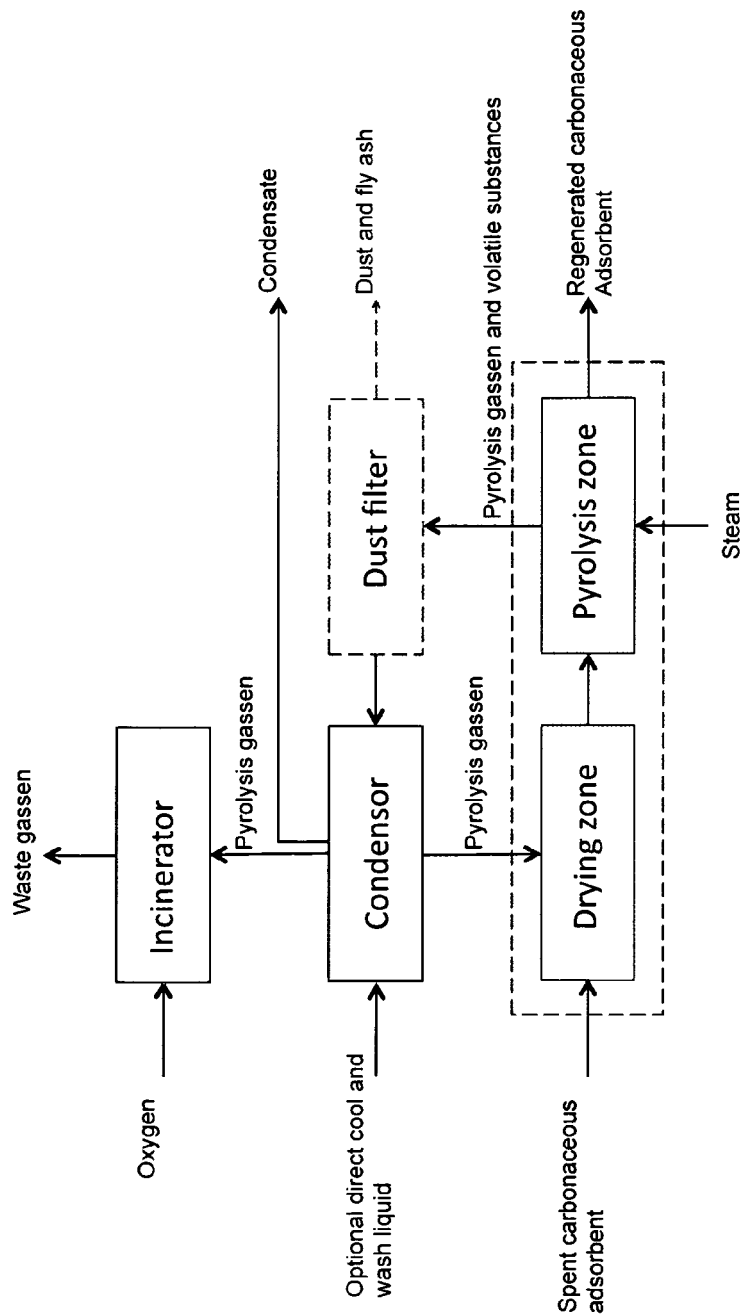 Waste gassen
Incinerator
Oxygen
Pyrolysis gassen
Condensate
Optional direct cool and
wash liquid
Condensor
Dust filter
Dust and fly ash
Pyrolysis gassen
Pyrolysis gassen and volatile substances
Spent carbonaceous
adsorbent
Drying zone
Pyrolysis zone
Regenerated carbonaceous
Adsorbent
Steam